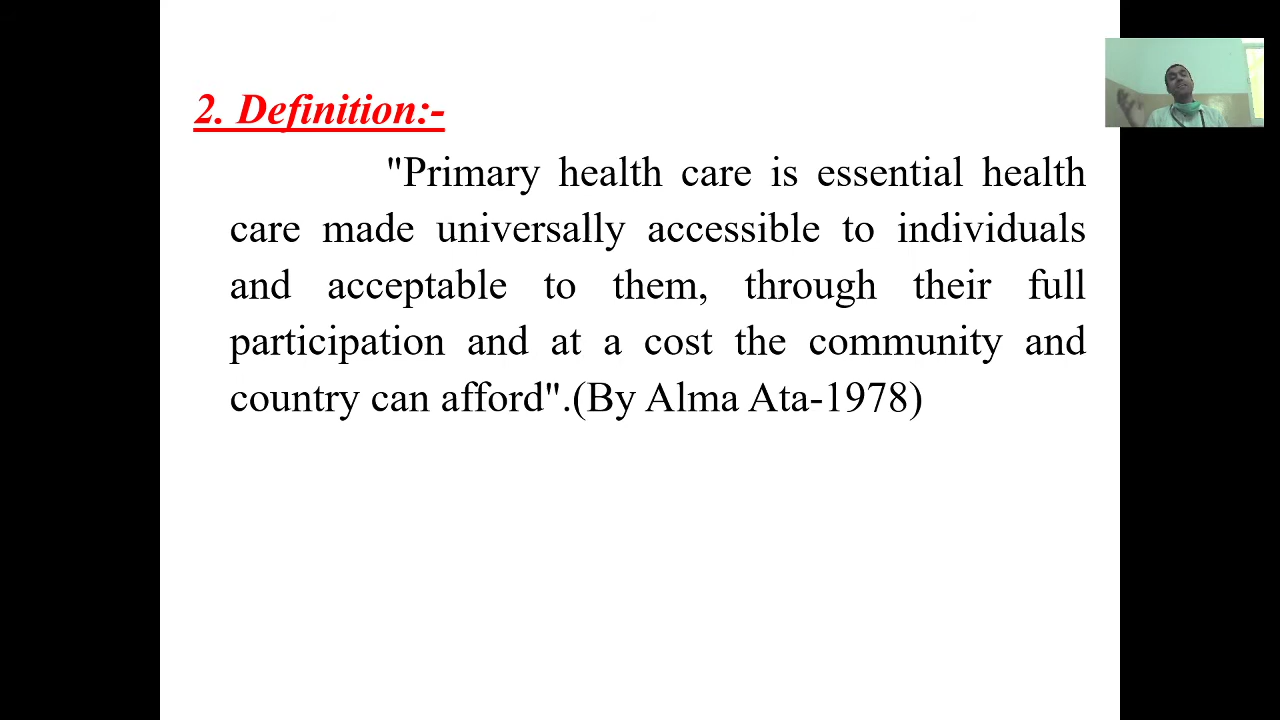 2. Definition:-
"Primary health care is essential health
care made universally accessible to individuals
and acceptable to them, through their full
participation and at a cost the community and
country can afford".(By Alma Ata-1978)